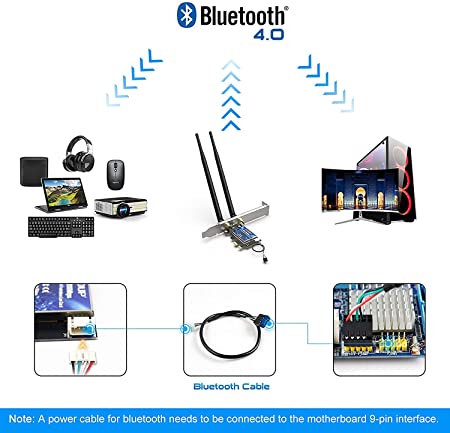 Bluetooth®
4.0
Bluetooth Cable
Note: A power cable for bluetooth needs to be connected to the motherboard 9-pin interface.